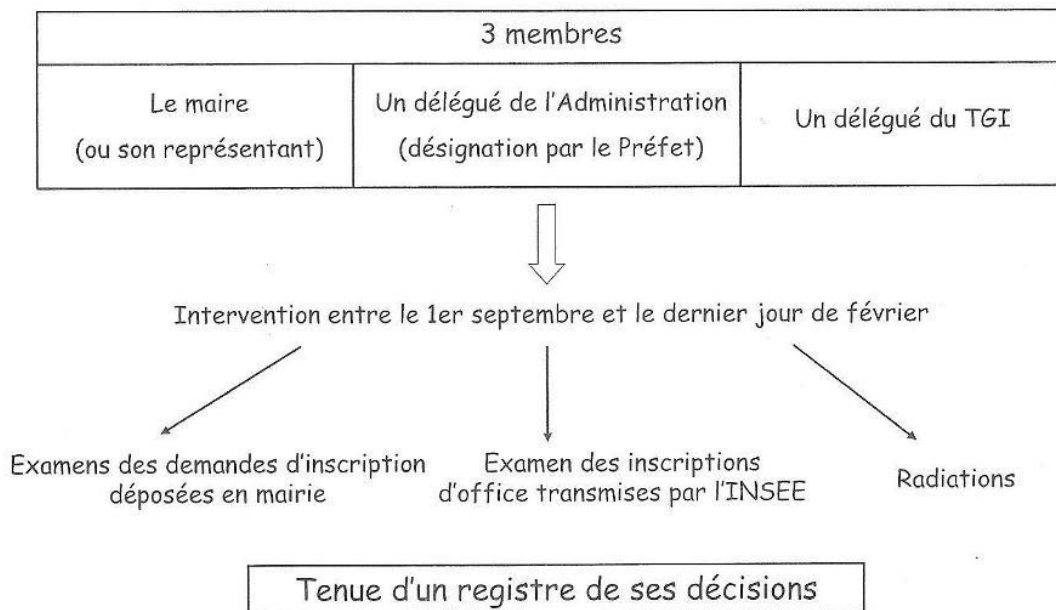 3 membres
Le maire
(ou son représentant)
Un délégué de l'Administration
(désignation par le Préfet)
Un délégué du TGI
Intervention entre le 1er septembre et le dernier jour de février
Examens des demandes d'inscription
déposées en mairie
Examen des inscriptions
d'office transmises par l'INSEE
Radiations
Tenue d'un registre de ses décisions